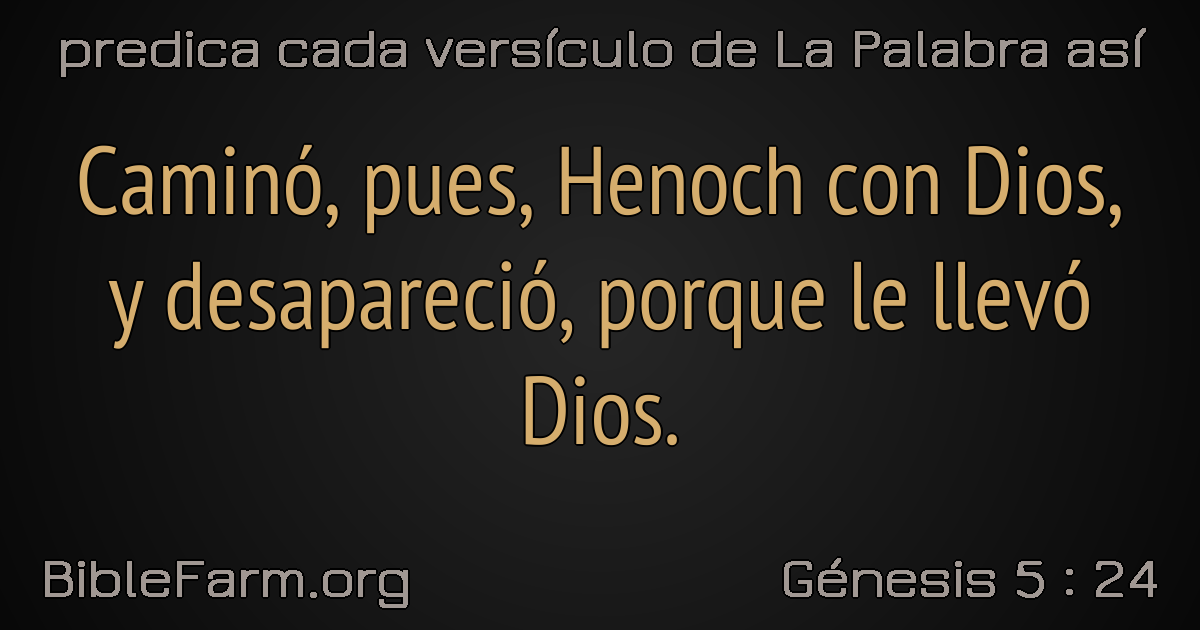 predica cada versículo de La Palabra así
Caminó, pues, Henoch con Dios,
y desapareció, porque le llevó
Dios.
BibleFarm.org
Génesis 5 : 24